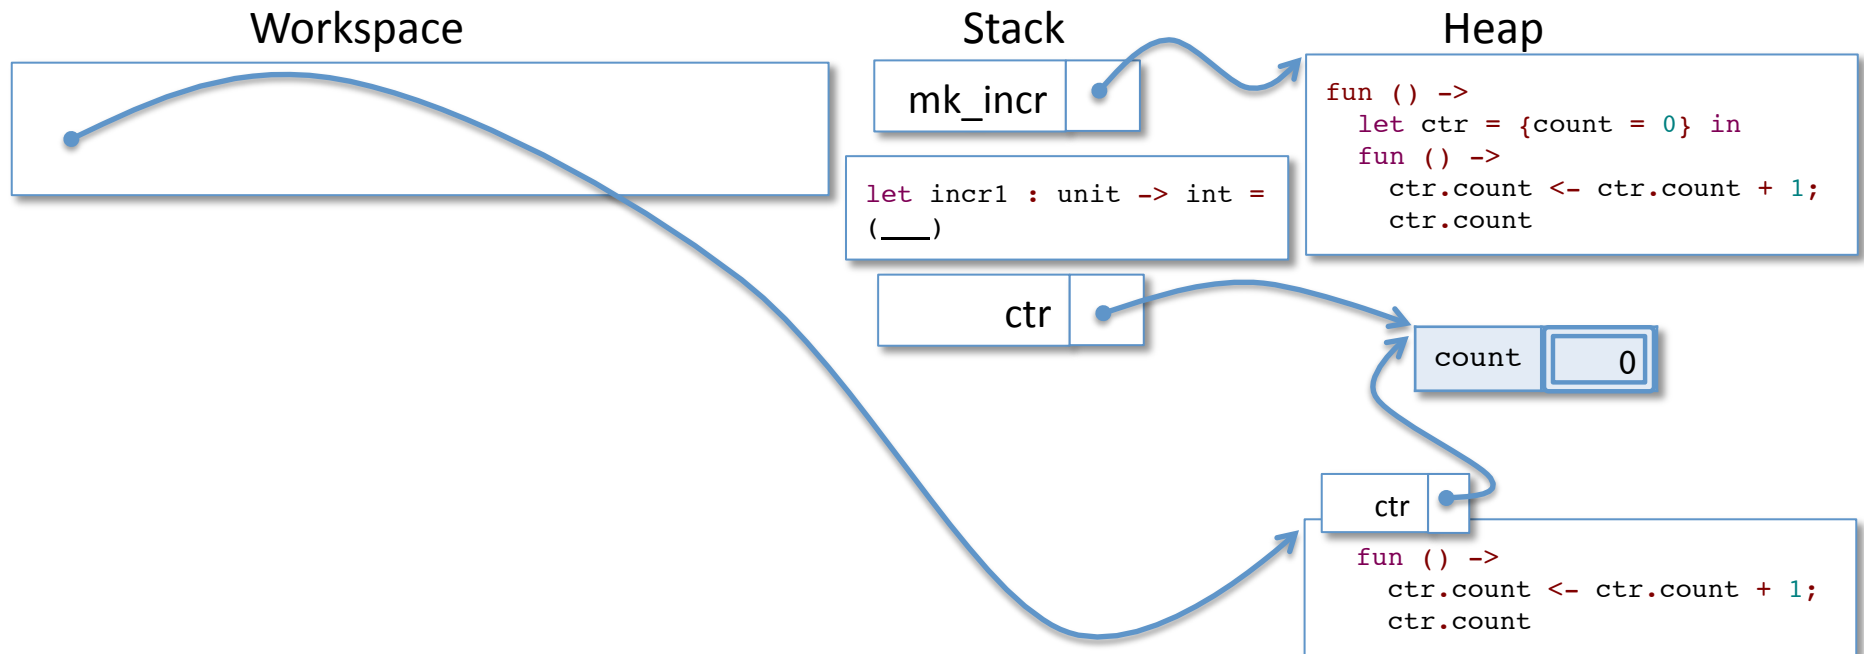 Workspace
Stack
Heap
mk_incr
let incr1 : unit -> int =
(___)
ctr
fun () ->
let ctr = {count = 0} in
fun () ->
ctr.count <- ctr.count + 1;
ctr.count
count 0
ctr
fun () ->
ctr.count <- ctr.count + 1;
ctr.count